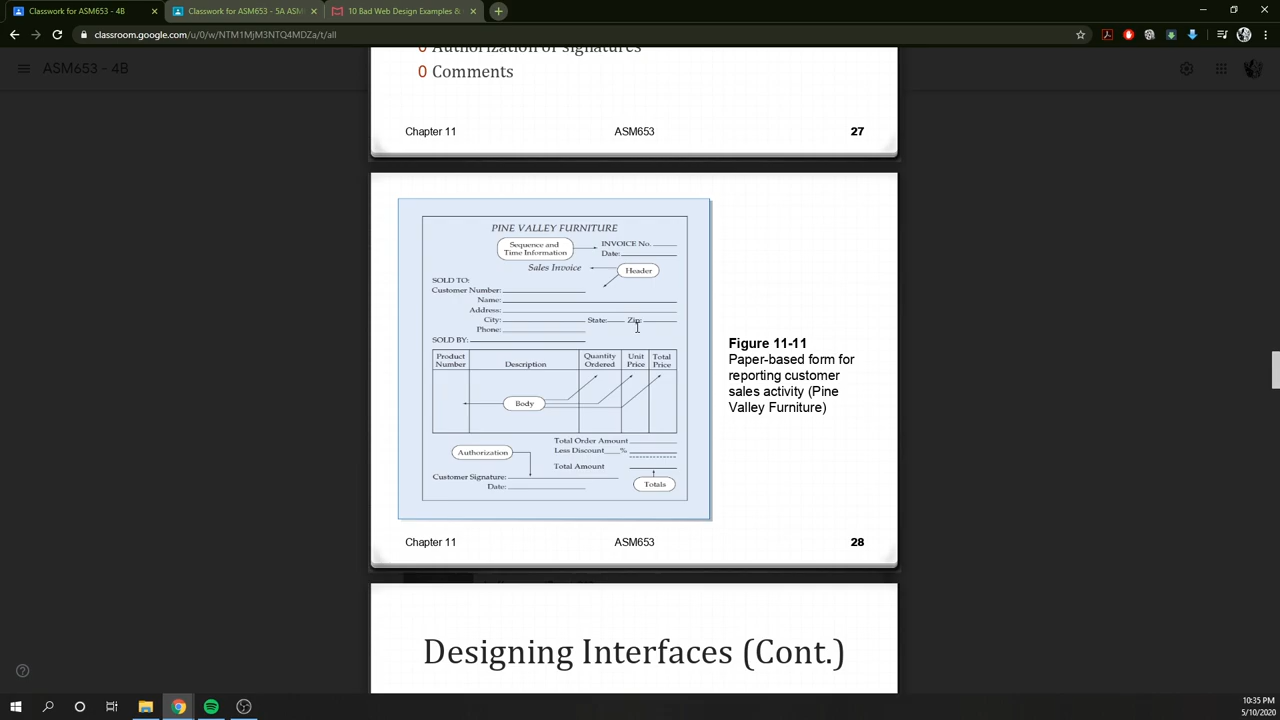 Classwork for ASM653 - 4B
Classwork for ASM653 - 5A ASM
10 Bad Web Design Examples &
classroom.google.com/u/0/w/NTM1MjM3NTQ4MDZa/t/all
ASM653 - 4B
0 Authorization or signatures
0 Comments
Chapter 11 ASM653 27
PINE VALLEY FURNITURE
Sequence and
Time Information
INVOICE No.
Date:
Sales Invoice
Header
SOLD TO:
Customer Number:
Name:
Address:
City: State: Zip:
Phone:
SOLD BY:
Product
Number
Description
Quantity
Ordered
Unit
Price
Total
Price
Body
Total Order Amount
Less Discount %
Authorization
Total Amount
Customer Signature:
Date:
Totals
Figure 11-11
Paper-based form for
reporting customer
sales activity (Pine
Valley Furniture)
Chapter 11 ASM653 28
Designing Interfaces (Cont.)
10:35 PM
5/10/2020